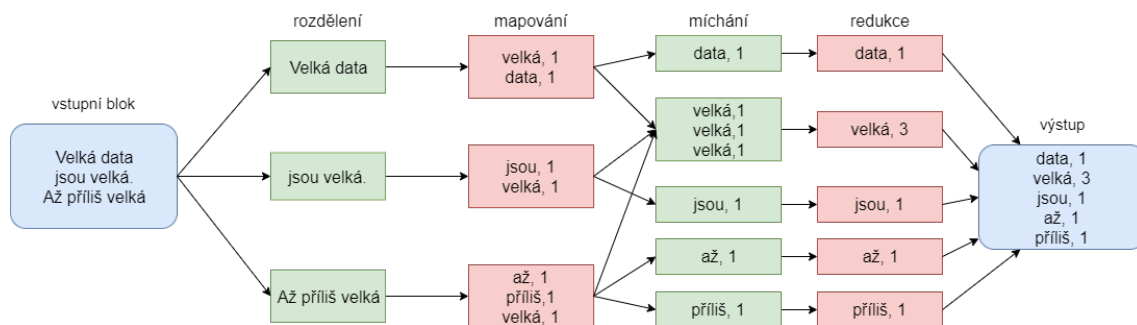 rozdělení
mapování
míchání
redukce
vstupní blok
Velká data
jsou velká.
Až příliš velká
Velká data
jsou velká.
Až příliš velká
velká, 1
data, 1
jsou, 1
velká, 1
až, 1
příliš,1
velká, 1
data, 1
velká,1
velká,1
velká,1
jsou, 1
až, 1
příliš, 1
data, 1
velká, 3
jsou, 1
až, 1
příliš, 1
výstup
data, 1
velká, 3
jsou, 1
až, 1
příliš, 1